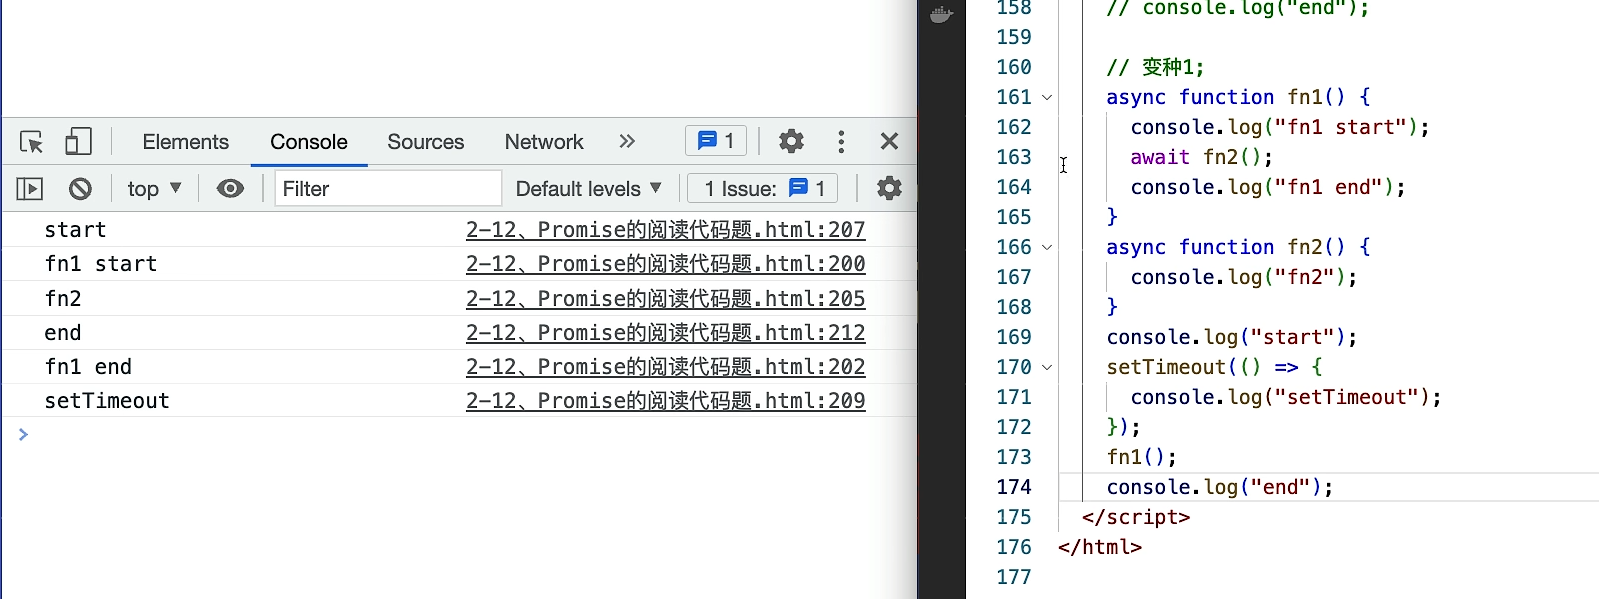 Elements Console Sources Network 1
top Filter Default levels 1 Issue: 1
start 2-12、Promise的阅读代码题.html:207
fn1 start 2-12、Promise的阅读代码题.html:200
fn2 2-12、Promise的阅读代码题.html:205
end 2-12、Promise的阅读代码题.html:212
fn1 end 2-12、Promise的阅读代码题.html:202
setTimeout 2-12、Promise的阅读代码题.html:209
158 // console.log("end");
159
160 // 变种1;
161 async function fn1() {
162 console.log("fn1 start");
163 await fn2();
164 console.log("fn1 end");
165 }
166 async function fn2() {
167 console.log("fn2");
168 }
169 console.log("start");
170 setTimeout(() => {
171 console.log("setTimeout");
172 });
173 fn1();
174 console.log("end");
175 </script>
176 </html>
177